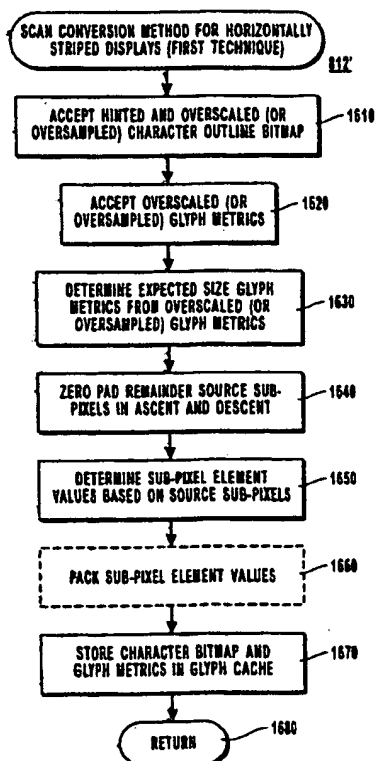 SCAN CONVERSION METHOD FOR HORIZONTALLY
STRIPED DISPLAYS (FIRST TECHNIQUE)
812'
ACCEPT HINTED AND OVERSCALED (OR
OVERSAMPLED) CHARACTER OUTLINE BITMAP
1610
ACCEPT OVERSCALED (OR
OVERSAMPLED) GLYPH METRICS
1620
DETERMINE EXPECTED SIZE GLYPH
METRICS FROM OVERSCALED (OR
OVERSAMPLED) GLYPH METRICS
1630
ZERO PAD REMAINDER SOURCE SUB-
PIXELS IN ASCENT AND DESCENT
1640
DETERMINE SUB-PIXEL ELEMENT
VALUES BASED ON SOURCE SUB-PIXELS
1650
PACK SUB-PIXEL ELEMENT VALUES
1660
STORE CHARACTER BITMAP AND
GLYPH METRICS IN GLYPH CACHE
1670
RETURN
1680